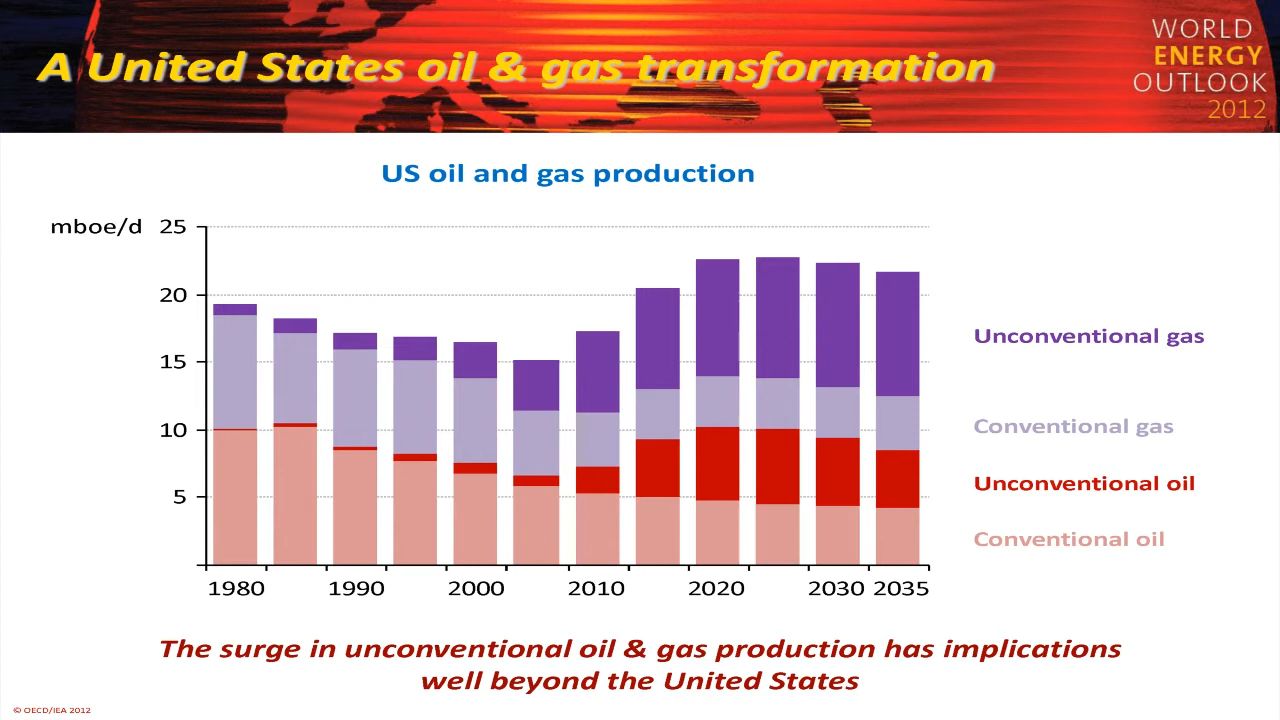 A United States oil & gas transformation
WORLD
ENERGY
OUTLOOK
2012
US oil and gas production
mboe/d
25
20
15
10
5
1980
1990
2000
2010
2020
2030
2035
Unconventional gas
Conventional gas
Unconventional oil
Conventional oil
The surge in unconventional oil & gas production has implications
well beyond the United States
© OECD/IEA 2012